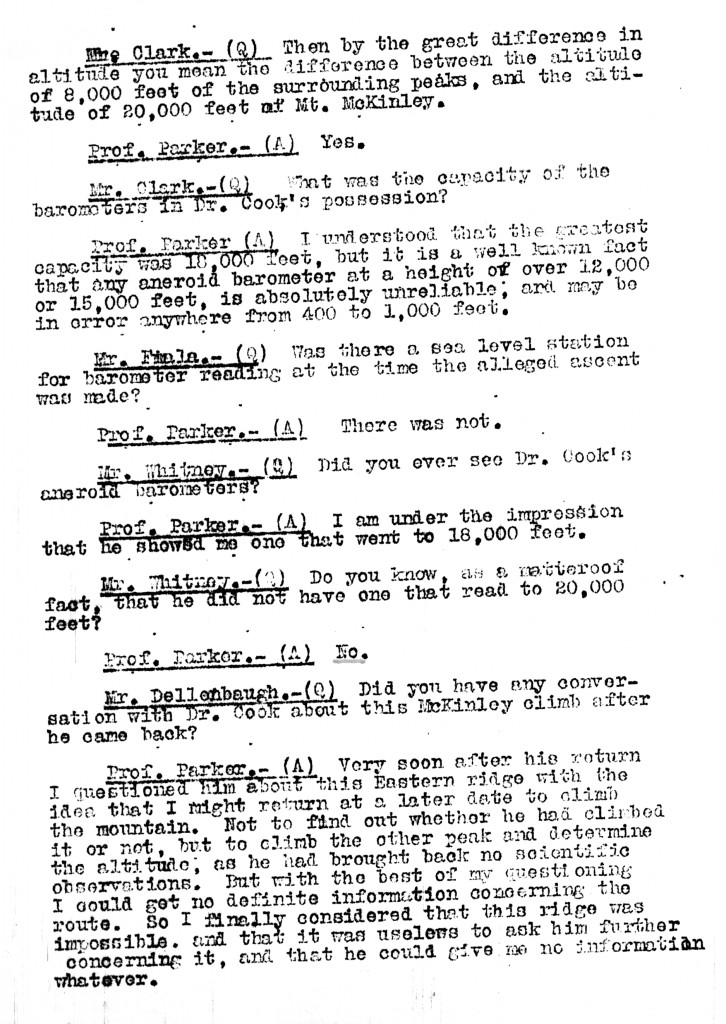 Mr. Clark.- (Q) Then by the great difference in
altitude you mean the difference between the altitude
of 8,000 feet of the surrounding peaks, and the alti-
tude of 20,000 feet of Mt. McKinley.
Prof. Parker.- (A) Yes.
Mr. Clark.-(Q) What was the capacity of the
barometers in Dr. Cook's possession?
Prof. Parker (A) I understood that the greatest
capacity was 18,000 feet, but it is a well known fact
that any aneroid barometer at a height of over 12,000
or 15,000 feet, is absolutely unreliable; and may be
in error anywhere from 400 to 1,000 feet.
Mr. (Q) Was there a sea level station
for barometer reading at the time the alleged ascent
was made?
Prof. Parker.- (A) There was not.
Mr. Whitney.- (Q) Did you ever see Dr. Cook's
aneroid barometers?
Prof. Parker.- (A) I am under the impression
that he showed me one that went to 18,000 feet.
Mr. Whitney.-(Q) Do you know, as a matteroof
fact, that he did not have one that read to 20,000
feet?
Prof. Parker.- (A) No.
Mr. Dellenbaugh.-(Q) Did you have any conver-
sation with Dr. Cook about this McKinley climb after
he came back?
Prof. Parker.- (A) Very soon after his return
I questioned him about this Eastern ridge with the
idea that I might return at a later date to climb
the mountain. Not to find out whether he had climbed
it or not, but to climb the other peak and determine
the altitude; as he had brought back no scientific
observations. But with the best of my questioning
I could get no definite information concerning the
route. So I finally considered that this ridge was
impossible. and that it was useless to ask him further
concerning it, and that he could give me no information
whatever.